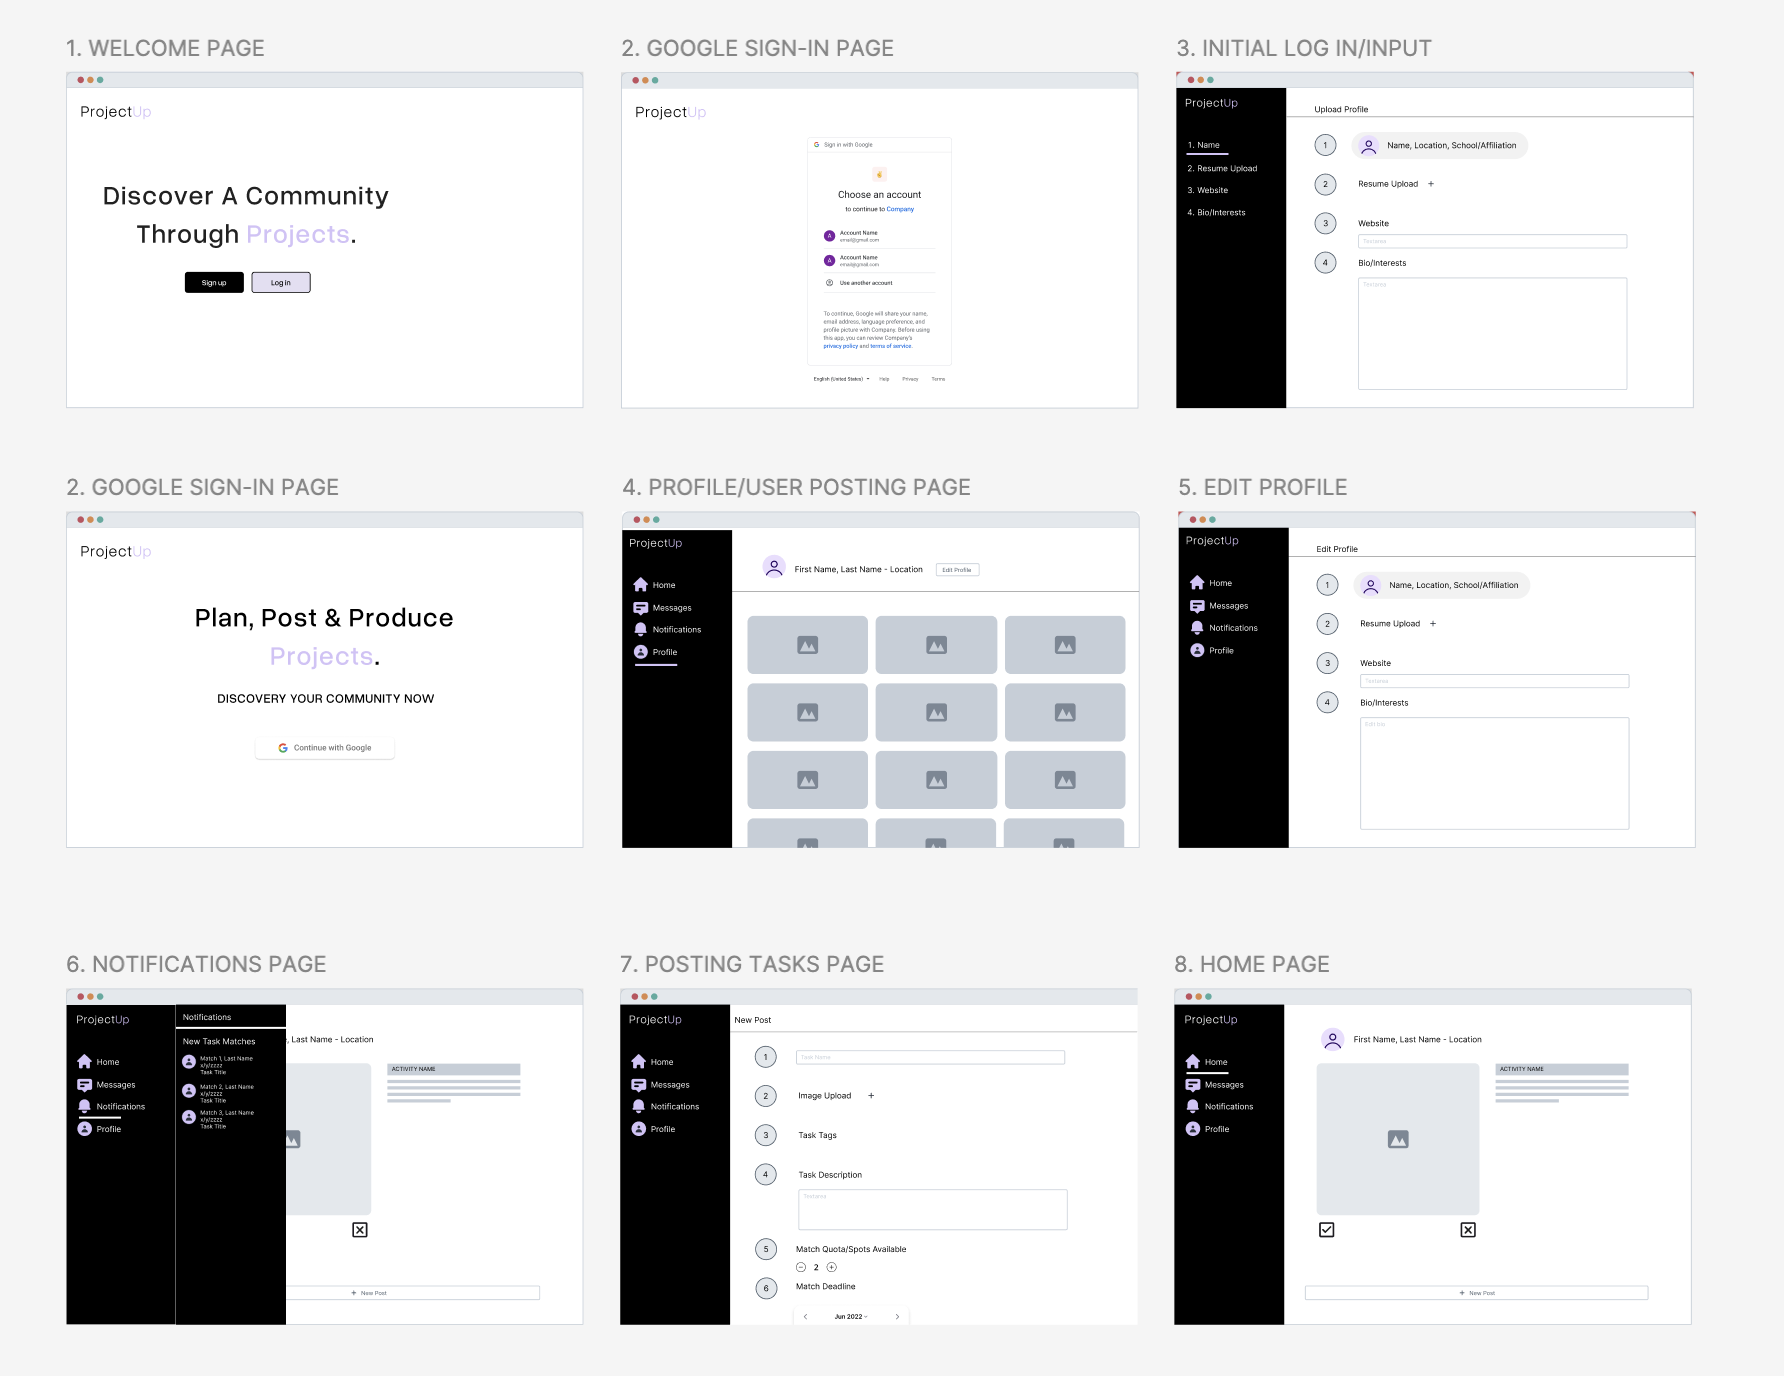 1. WELCOME PAGE
ProjectUp
Discover A Community
Through Projects.
Sign up
Log in
2. GOOGLE SIGN-IN PAGE
ProjectUp
Sign in with Google
Choose an account
to continue to Company
A
Account Name
email@gmail.com
A
Account Name
email@gmail.com
Use another account
To continue, Google will share your name,
email address, language preference, and
profile picture with Company. Before using
this app, you can review Company's
privacy policy and terms of service.
English (United States)
Help
Privacy
Terms
3. INITIAL LOG IN/INPUT
ProjectUp
1. Name
2. Resume Upload
3. Website
4. Bio/Interests
Upload Profile
1
Name, Location, School/Affiliation
2
Resume Upload +
3
Website
Textarea
4
Bio/Interests
Textarea
2. GOOGLE SIGN-IN PAGE
ProjectUp
Plan, Post & Produce
Projects.
DISCOVERY YOUR COMMUNITY NOW
Continue with Google
4. PROFILE/USER POSTING PAGE
ProjectUp
Home
Messages
Notifications
Profile
First Name, Last Name - Location
Edit Profile
5. EDIT PROFILE
ProjectUp
Home
Messages
Notifications
Profile
Edit Profile
1
Name, Location, School/Affiliation
2
Resume Upload +
3
Website
Textarea
4
Bio/Interests
Edit bio
6. NOTIFICATIONS PAGE
ProjectUp
Home
Messages
Notifications
Profile
Notifications
New Task Matches
Match 1, Last Name
x/y/zzzz
Task Title
Match 2, Last Name
x/y/zzzz
Task Title
Match 3, Last Name
x/y/zzzz
Task Title
, Last Name - Location
ACTIVITY NAME
+ New Post
7. POSTING TASKS PAGE
ProjectUp
Home
Messages
Notifications
Profile
New Post
1
Task Name
2
Image Upload +
3
Task Tags
4
Task Description
Textarea
5
Match Quota/Spots Available
2
6
Match Deadline
Jun 2022
8. HOME PAGE
ProjectUp
Home
Messages
Notifications
Profile
First Name, Last Name - Location
ACTIVITY NAME
+ New Post